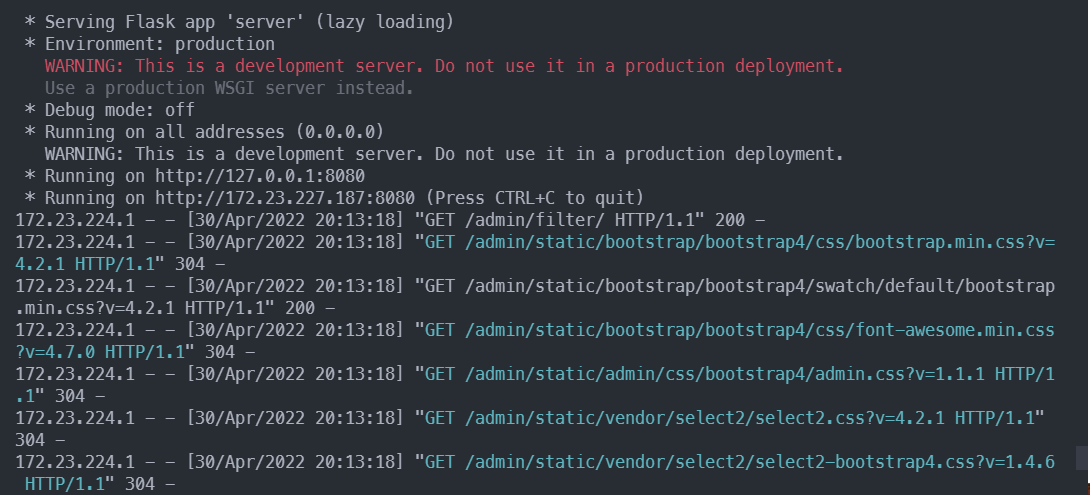 * Serving Flask app 'server' (lazy loading)
* Environment: production
WARNING: This is a development server. Do not use it in a production deployment.
Use a production WSGI server instead.
* Debug mode: off
* Running on all addresses (0.0.0.0)
WARNING: This is a development server. Do not use it in a production deployment.
* Running on http://127.0.0.1:8080
* Running on http://172.23.227.187:8080 (Press CTRL+C to quit)
172.23.224.1 - - [30/Apr/2022 20:13:18] "GET /admin/filter/ HTTP/1.1" 200 -
172.23.224.1 - - [30/Apr/2022 20:13:18] "GET /admin/static/bootstrap/bootstrap4/css/bootstrap.min.css?v=
4.2.1 HTTP/1.1" 304 -
172.23.224.1 - - [30/Apr/2022 20:13:18] "GET /admin/static/bootstrap/bootstrap4/swatch/default/bootstrap
.min.css?v=4.2.1 HTTP/1.1" 200 -
172.23.224.1 - - [30/Apr/2022 20:13:18] "GET /admin/static/bootstrap/bootstrap4/css/font-awesome.min.css
?v=4.7.0 HTTP/1.1" 304 -
172.23.224.1 - - [30/Apr/2022 20:13:18] "GET /admin/static/admin/css/bootstrap4/admin.css?v=1.1.1 HTTP/1
.1" 304 -
172.23.224.1 - - [30/Apr/2022 20:13:18] "GET /admin/static/vendor/select2/select2.css?v=4.2.1 HTTP/1.1"
304 -
172.23.224.1 - - [30/Apr/2022 20:13:18] "GET /admin/static/vendor/select2/select2-bootstrap4.css?v=1.4.6
HTTP/1.1" 304 -